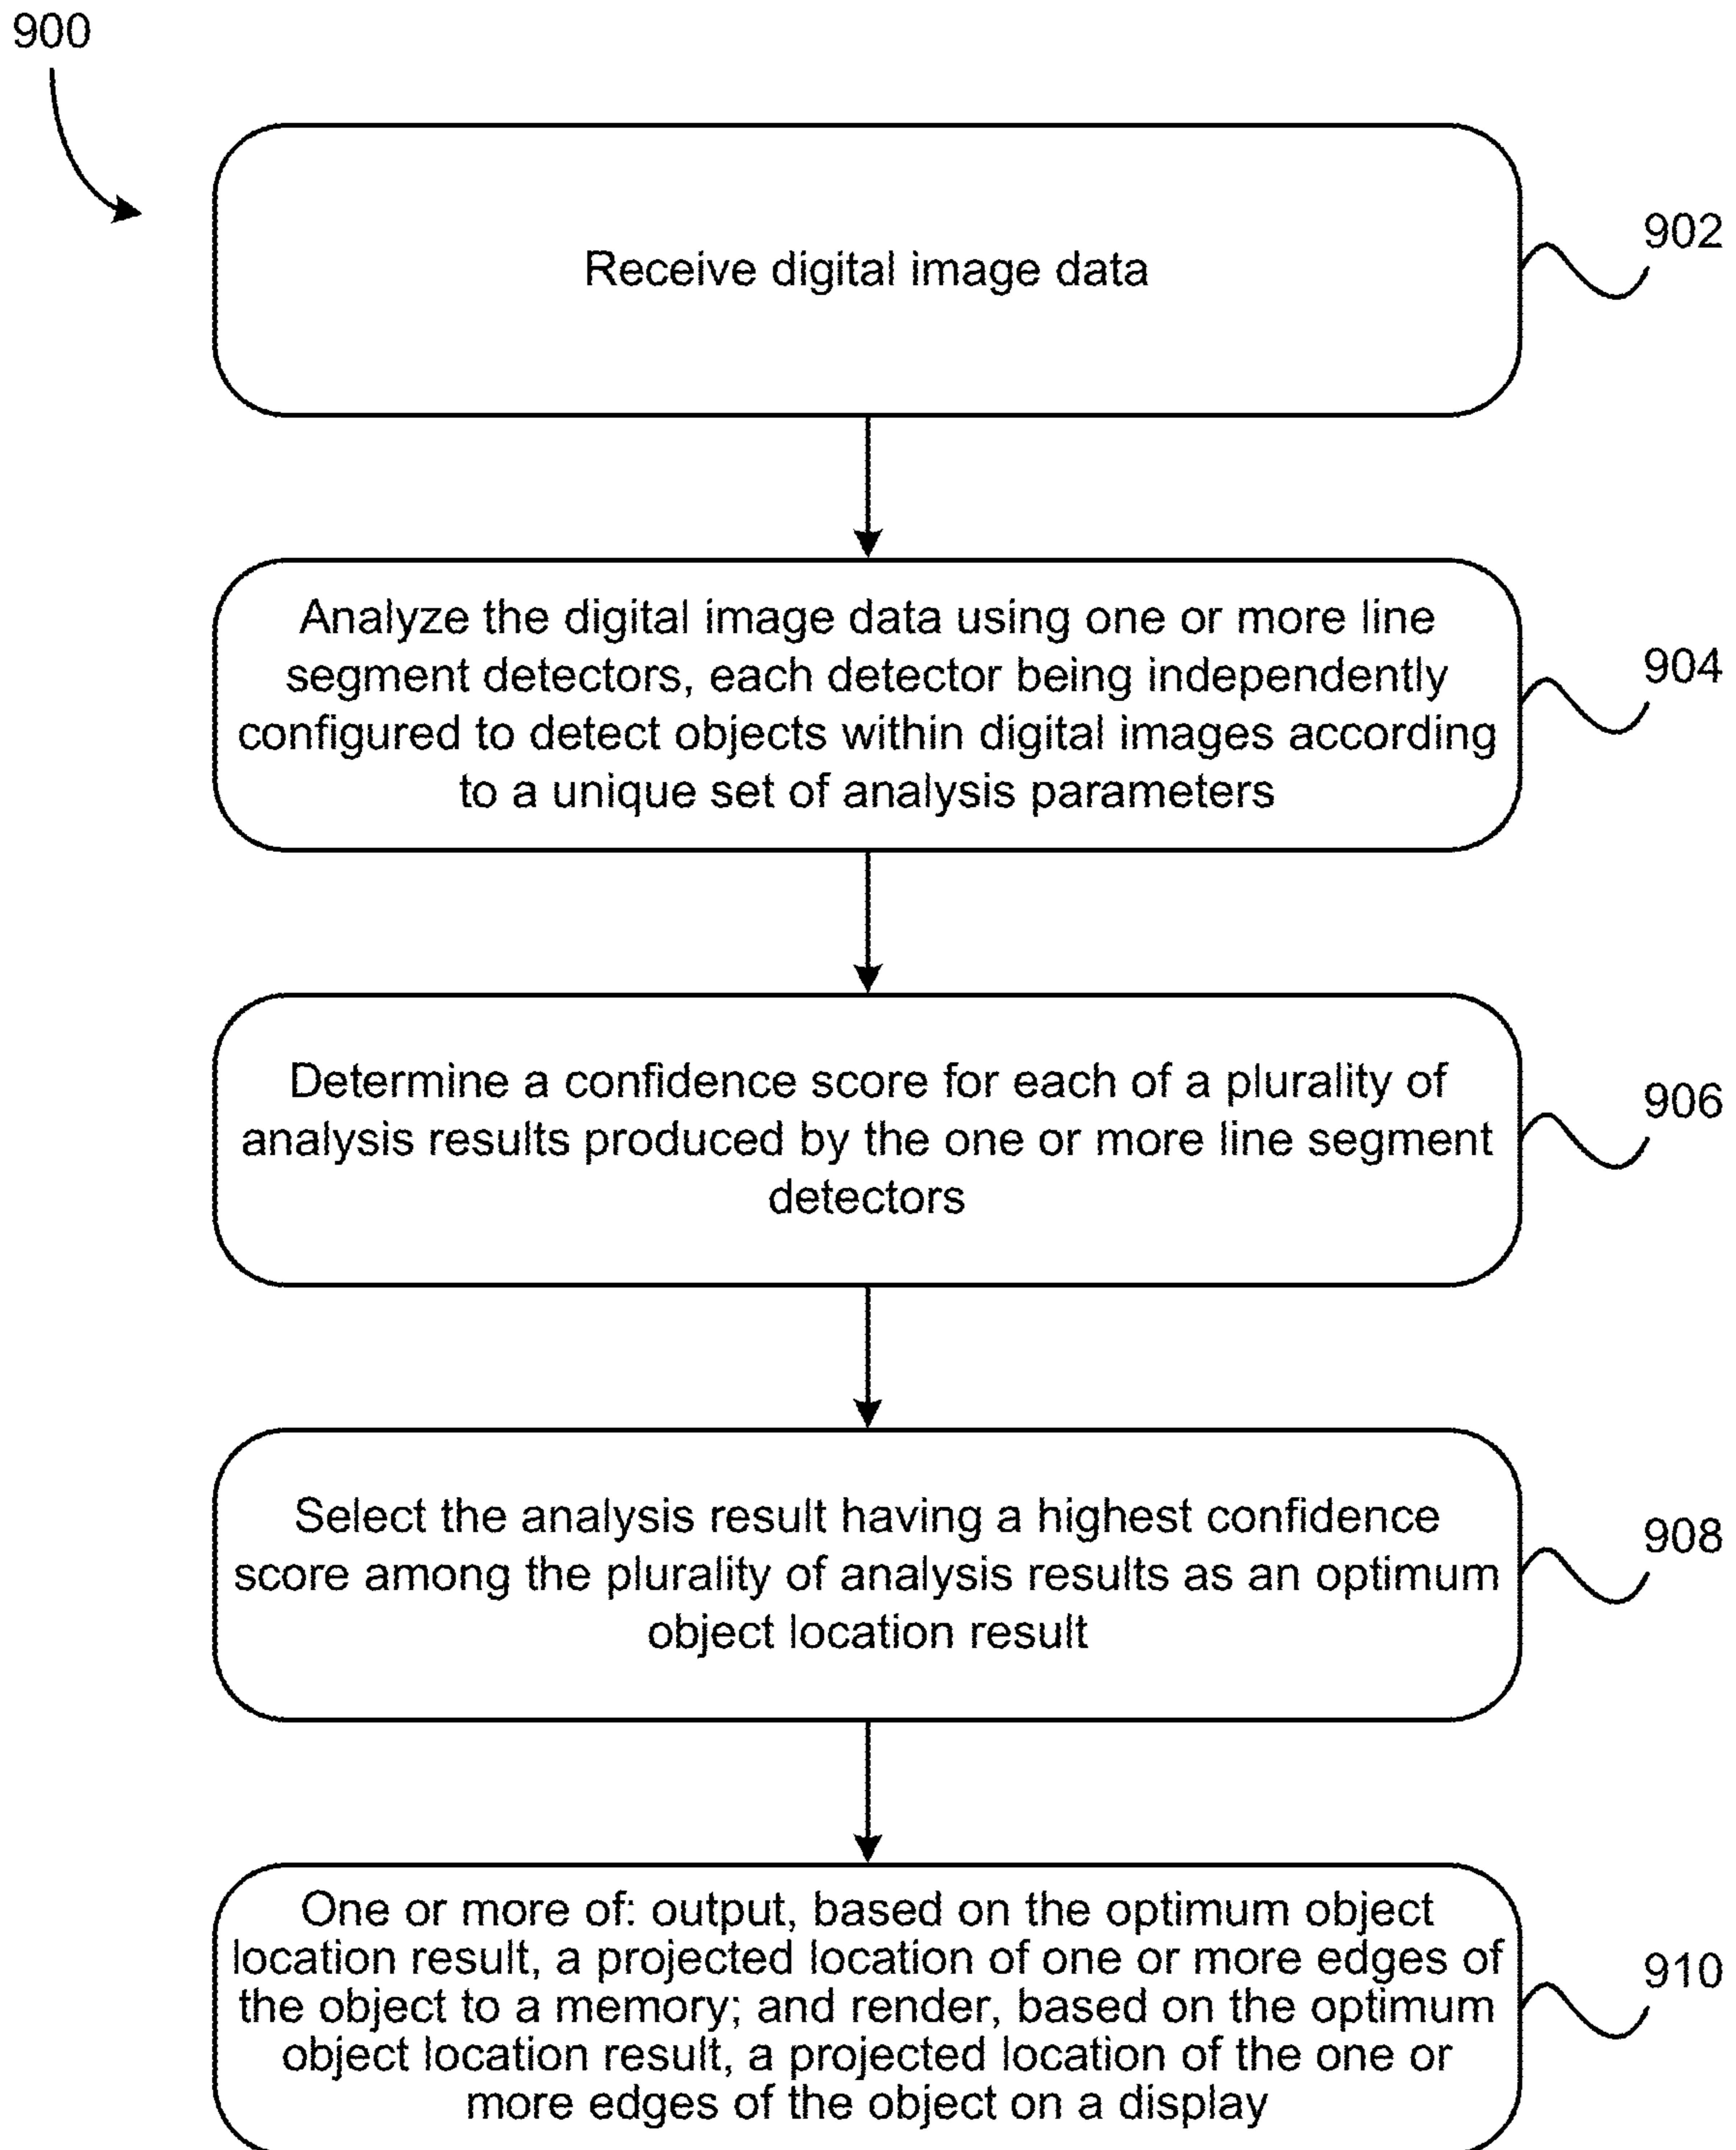 900
Receive digital image data
902
Analyze the digital image data using one or more line
segment detectors, each detector being independently
configured to detect objects within digital images according
to a unique set of analysis parameters
904
Determine a confidence score for each of a plurality of
analysis results produced by the one or more line segment
detectors
906
Select the analysis result having a highest confidence
score among the plurality of analysis results as an optimum
object location result
908
One or more of: output, based on the optimum object
location result, a projected location of one or more edges of
the object to a memory; and render, based on the optimum
object location result, a projected location of the one or
more edges of the object on a display
910